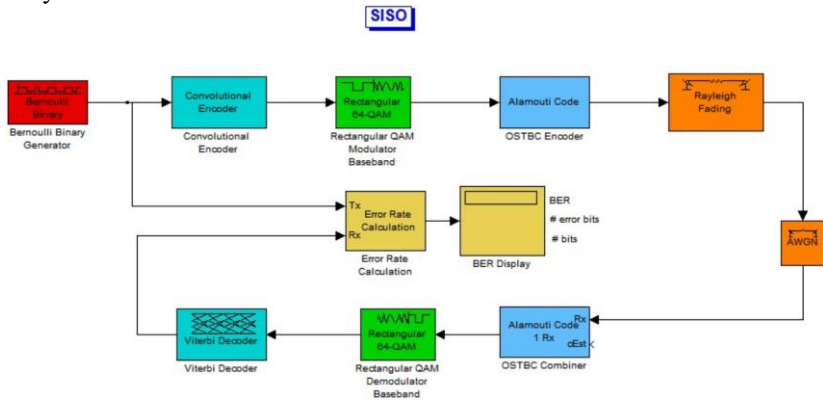 SISO
Bernoulli
Binary
Bernoulli Binary
Generator
Convolutional
Encoder
Convolutional
Encoder
Rectangular
64-QAM
Rectangular QAM
Modulator
Baseband
Alamouti Code
OSTBC Encoder
Rayleigh
Fading
Tx
Rx
Error Rate
Calculation
Error Rate
Calculation
BER
# error bits
# bits
BER Display
AWGN
Viterbi Decoder
Viterbi Decoder
Rectangular
64-QAM
Rectangular QAM
Demodulator
Baseband
Alamouti Code
1 Rx
Rx
cEst
OSTBC Combiner